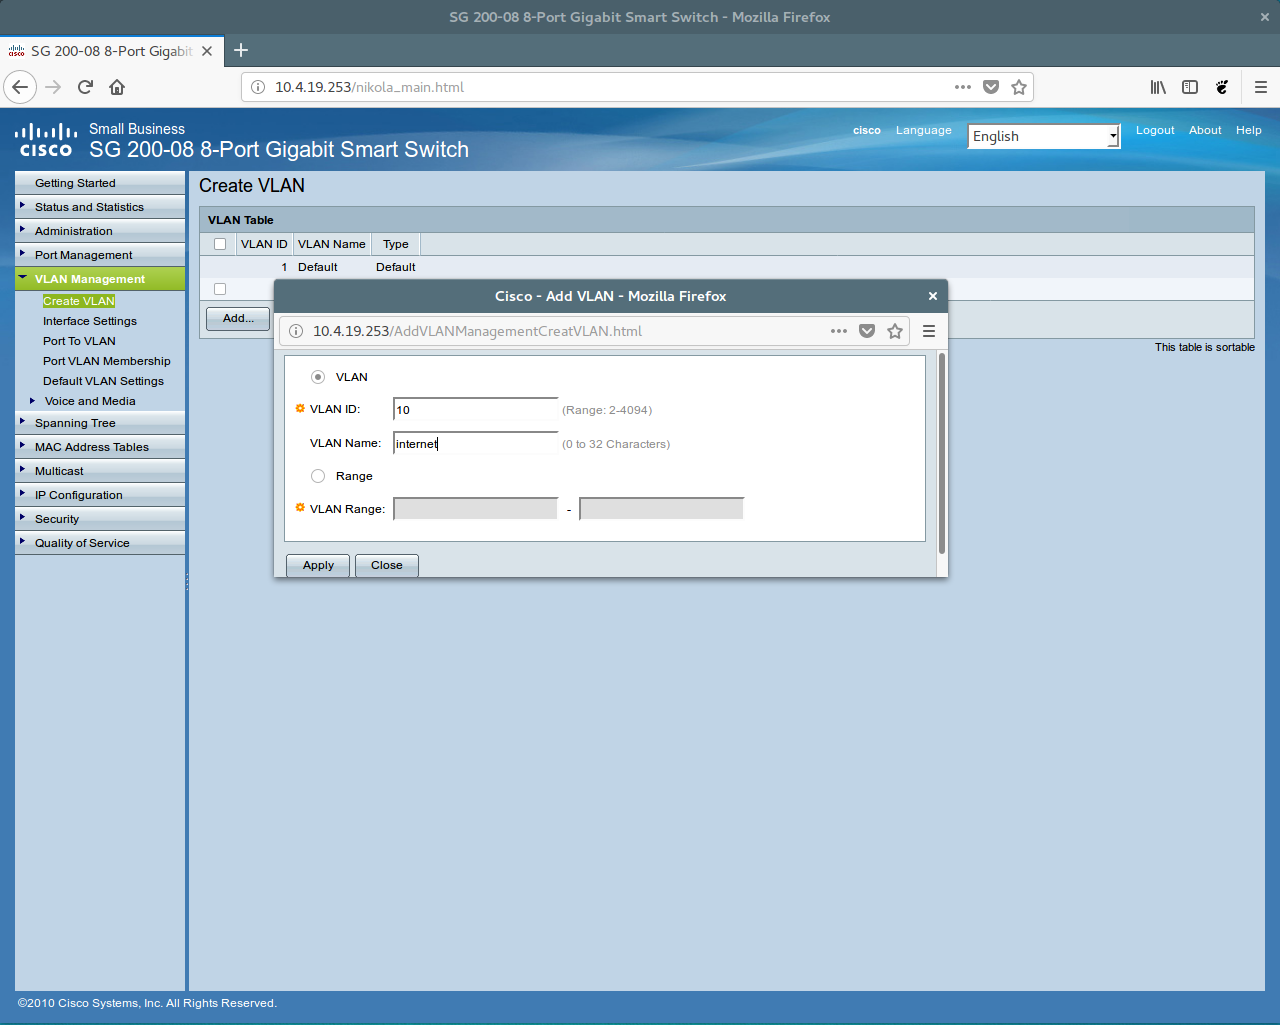 SG 200-08 8-Port Gigabit Smart Switch - Mozilla Firefox
SG 200-08 8-Port Gigabit
10.4.19.253/nikola_main.html
cisco
Small Business
SG 200-08 8-Port Gigabit Smart Switch
cisco Language English Logout About Help
Getting Started
Status and Statistics
Administration
Port Management
VLAN Management
Create VLAN
Interface Settings
Port To VLAN
Port VLAN Membership
Default VLAN Settings
Voice and Media
Spanning Tree
MAC Address Tables
Multicast
IP Configuration
Security
Quality of Service
Create VLAN
VLAN Table
VLAN ID VLAN Name Type
1 Default Default
Add...
This table is sortable
Cisco - Add VLAN - Mozilla Firefox
10.4.19.253/AddVLANManagementCreatVLAN.html
VLAN
VLAN ID: 10 (Range: 2-4094)
VLAN Name: internet (0 to 32 Characters)
Range
VLAN Range: -
Apply Close
©2010 Cisco Systems, Inc. All Rights Reserved.